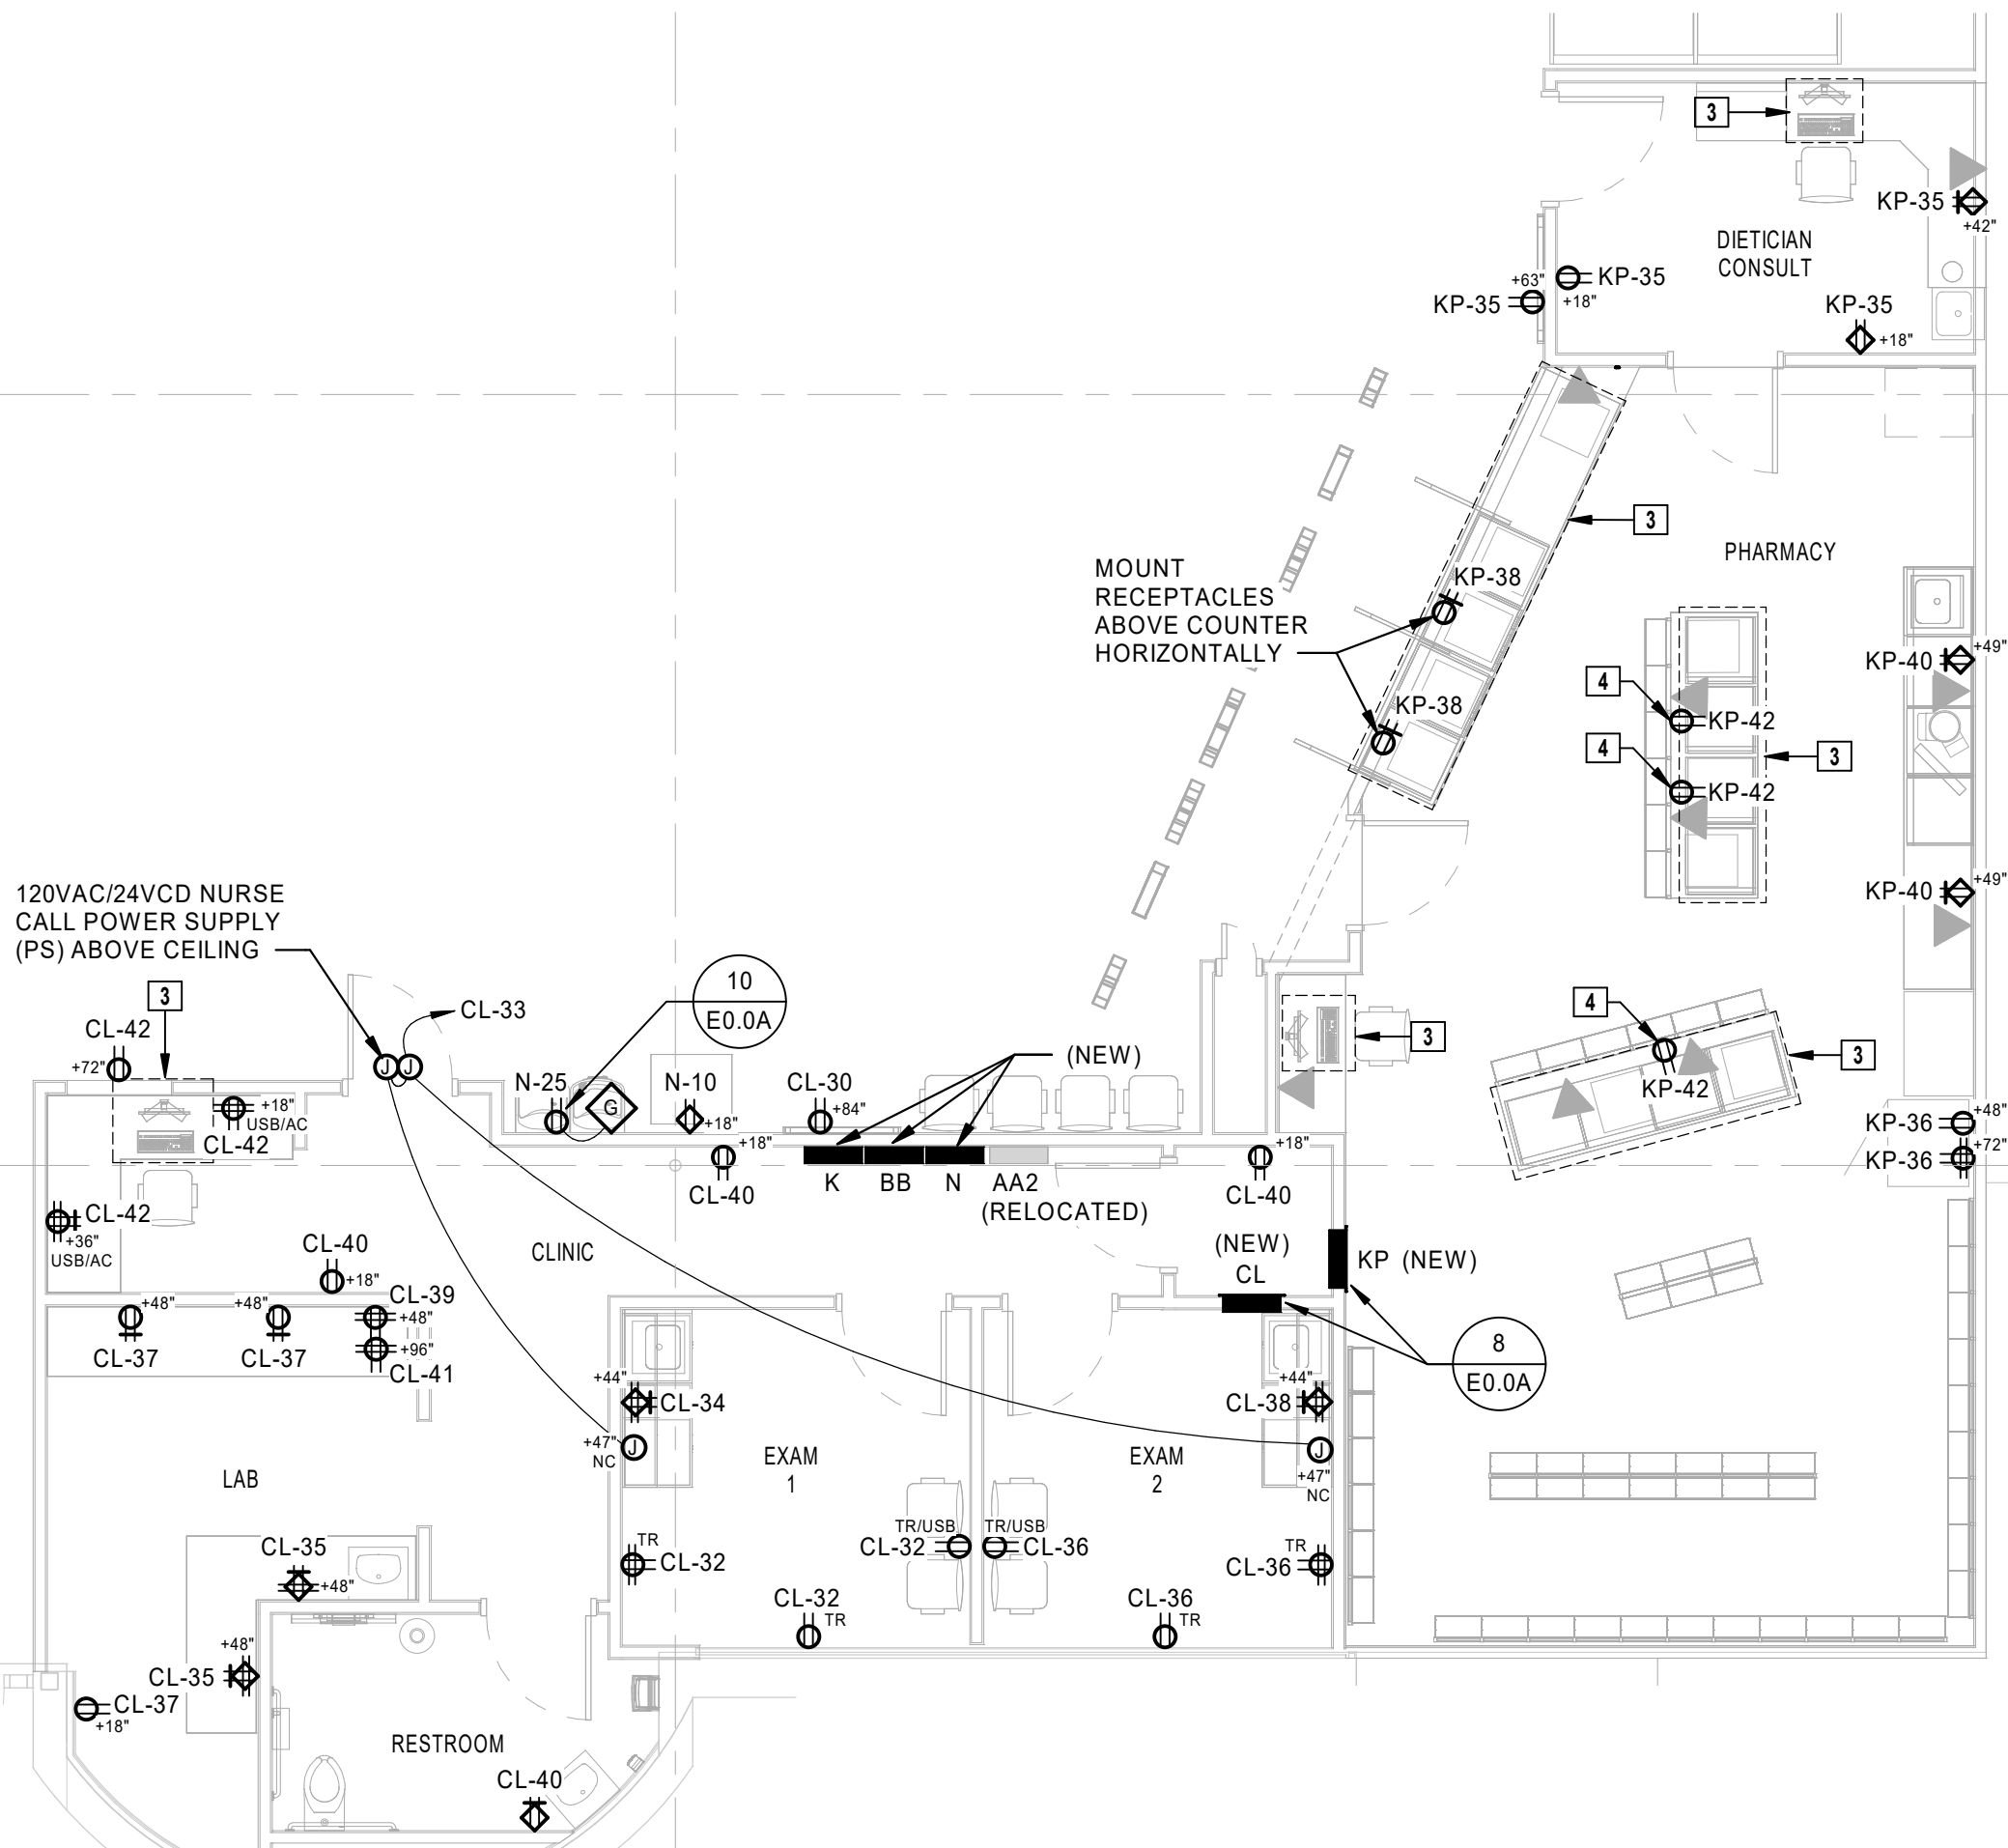 3
KP-35
+42"
DIETICIAN
CONSULT
+63"
KP-35
KP-35
+18"
KP-35
+18"
3
PHARMACY
MOUNT
RECEPTACLES
ABOVE COUNTER
HORIZONTALLY
KP-38
KP-38
+49"
KP-40
4
KP-42
4
KP-42
3
+49"
KP-40
120VAC/24VCD NURSE
CALL POWER SUPPLY
(PS) ABOVE CEILING
3
CL-42
+72"
CL-33
J
J
10
E0.0A
(NEW)
4
3
3
KP-42
N-25
G
N-10
+18"
CL-30
+84"
+18"
USB/AC
CL-42
+48"
KP-36
+72"
KP-36
+18"
CL-40
K
BB
N
AA2
(RELOCATED)
+18"
CL-40
CL-42
+36"
USB/AC
CL-40
+18"
CLINIC
(NEW)
CL
KP (NEW)
+48"
CL-37
+48"
CL-37
CL-39
+48"
+96"
CL-41
8
E0.0A
+44"
CL-34
+47"
NC
J
EXAM
1
EXAM
2
+44"
CL-38
J
+47"
NC
LAB
TR
CL-32
TR/USB
CL-32
TR/USB
CL-36
TR
CL-36
CL-32
TR
CL-36
TR
CL-35
+48"
+48"
CL-35
CL-37
+18"
RESTROOM
CL-40